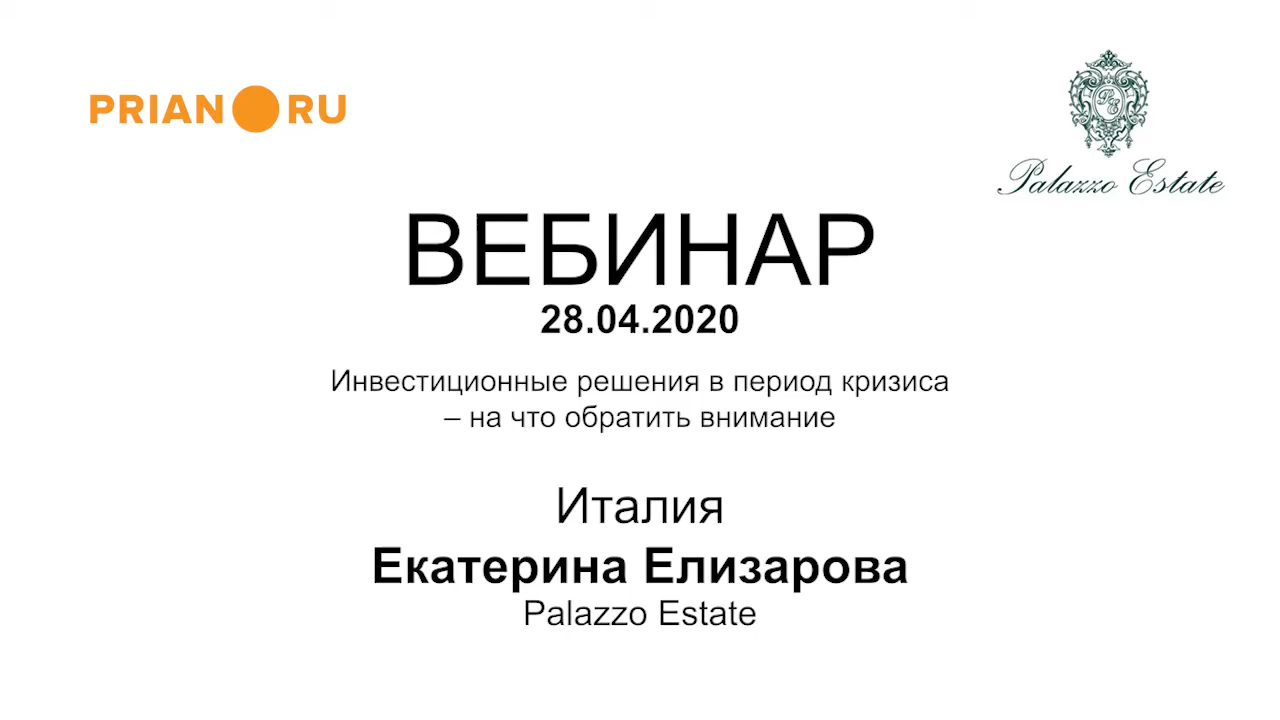 PRIAN RU
PE
Palazzo Estate
ВЕБИНАР
28.04.2020
Инвестиционные решения в период кризиса
– на что обратить внимание
Италия
Екатерина Елизарова
Palazzo Estate